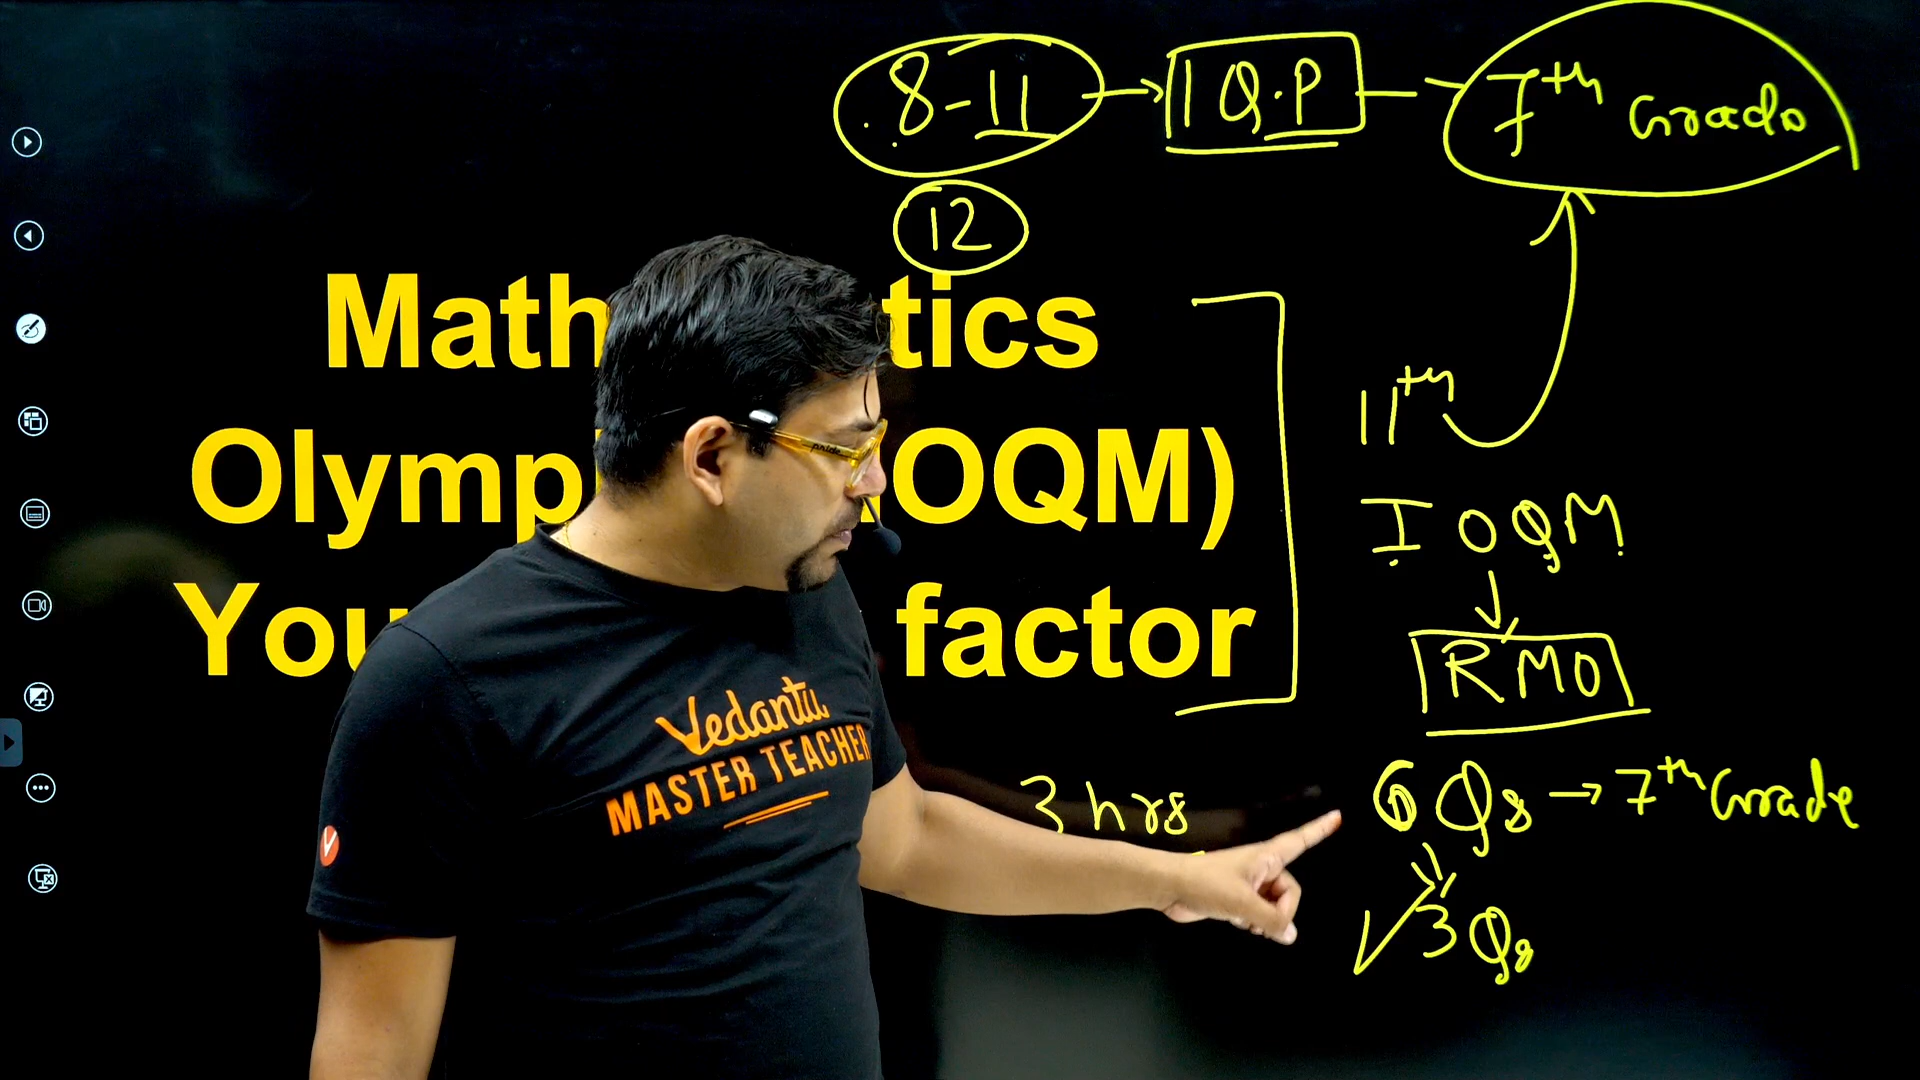 8-11 → 1 Q.P — 7th Grade
12
Math tics
11th
Olymp OQM)
IOQM
You factor
RMO
Vedantu
MASTER TEACHER
3 hrs
6 Qs → 7th Grade
3 Qs